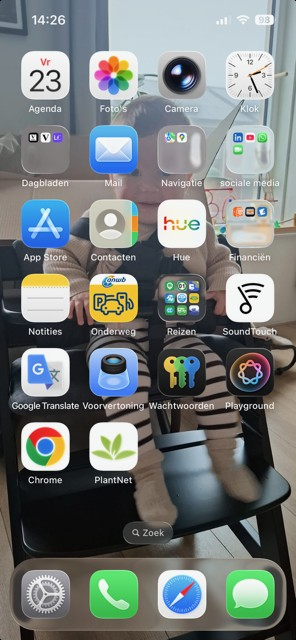 14:26
98
Vr
23
Agenda
Foto's
Camera
Klok
Dagbladen
Mail
Navigatie
sociale media
App Store
Contacten
hue
Hue
Financiën
Notities
anwb
Onderweg
Reizen
SoundTouch
Google Translate
Voorvertoning
Wachtwoorden
Playground
Chrome
PlantNet
Zoek